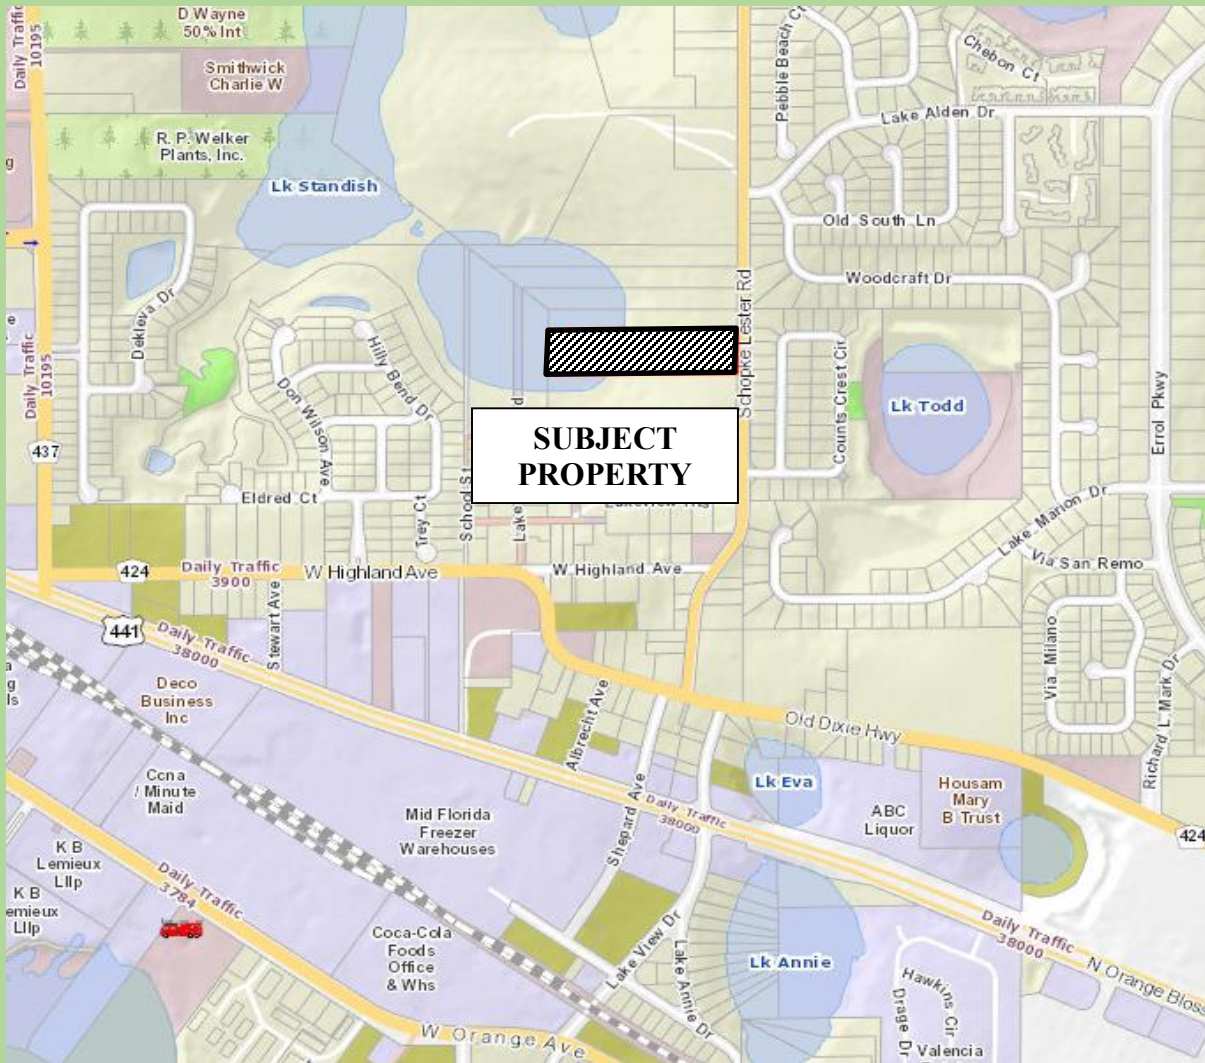 D Wayne
50% Int
Daily Traffic
10195
Smithwick
Charlie W
R. P. Welker
Plants, Inc.
g
Lk Standish
Pebble Beach Ct
Chebon Ct
Lake Alden Dr
Old South Ln
Woodcraft Dr
Schopke Lester Rd
Dekleva Dr
e
Daily Traffic
10195
Hilly Bend Dr
Don Wilson Ave
Counts Crest Cir
Lk Todd
Errol Pkwy
SUBJECT
PROPERTY
437
Eldred Ct
Trey Ct
School St
Lake
d
Lake Marion Dr
Via San Remo
424
Daily Traffic
3900
W Highland Ave
W Highland Ave
Stewart Ave
441
Daily Traffic
38000
Via Milano
Richard L Mark Dr
a
g
ls
Deco
Business
Inc
Albrecht Ave
Old Dixie Hwy
Ccna
/ Minute
Maid
Lk Eva
Housam
Mary
B Trust
ABC
Liquor
Mid Florida
Freezer
Warehouses
Shepard Ave
Daily Traffic
38000
424
K B
Lemieux
Lllp
K B
emieux
Lllp
Daily Traffic
3784
Coca-Cola
Foods
Office
& Whs
Lake View Dr
Lake Annie Dr
Lk Annie
Daily Traffic
38000
N Orange Bloss
Hawkins Cir
Drage Dr
Valencia
W Orange Ave